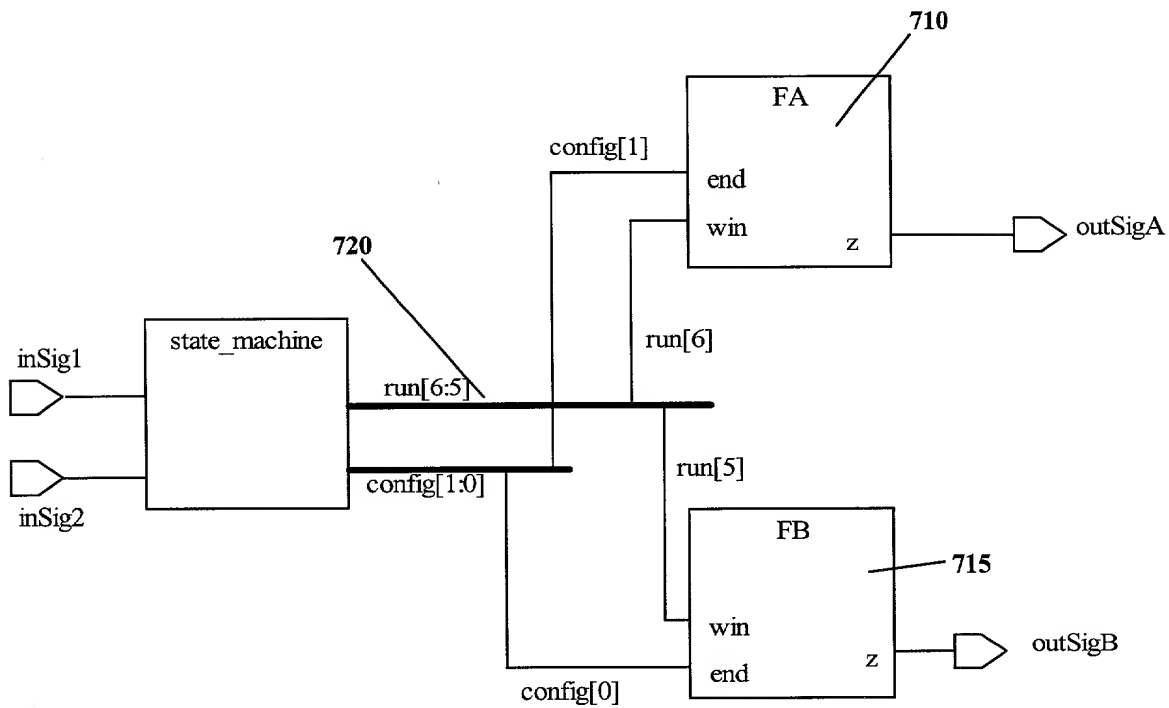 710
FA
config[1]
end
win
z
outSigA
720
run[6]
state_machine
inSig1
run[6:5]
config[1:0]
run[5]
inSig2
FB
715
win
end
z
outSigB
config[0]